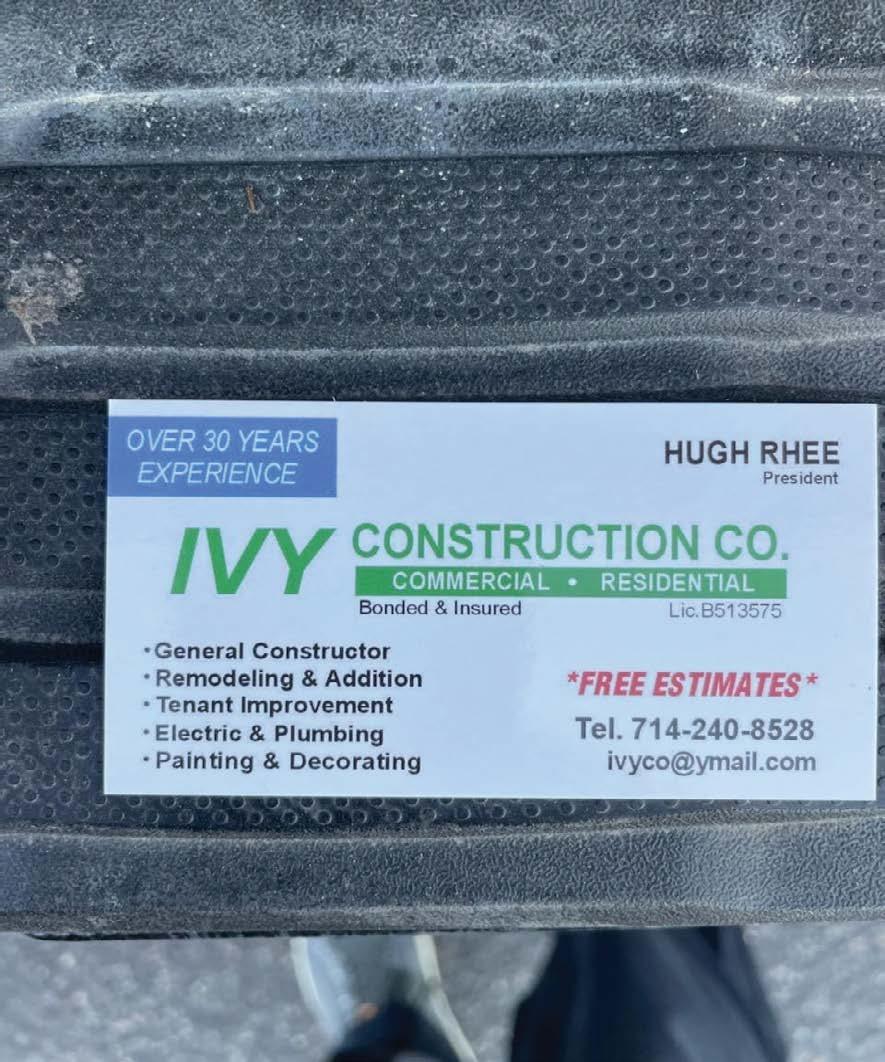 OVER 30 YEARS
EXPERIENCE
HUGH RHEE
President
IVY CONSTRUCTION CO.
COMMERCIAL • RESIDENTIAL
Bonded & Insured Lic.B513575
•General Constructor
•Remodeling & Addition
•Tenant Improvement
•Electric & Plumbing
•Painting & Decorating
*FREE ESTIMATES*
Tel. 714-240-8528
ivyco@ymail.com